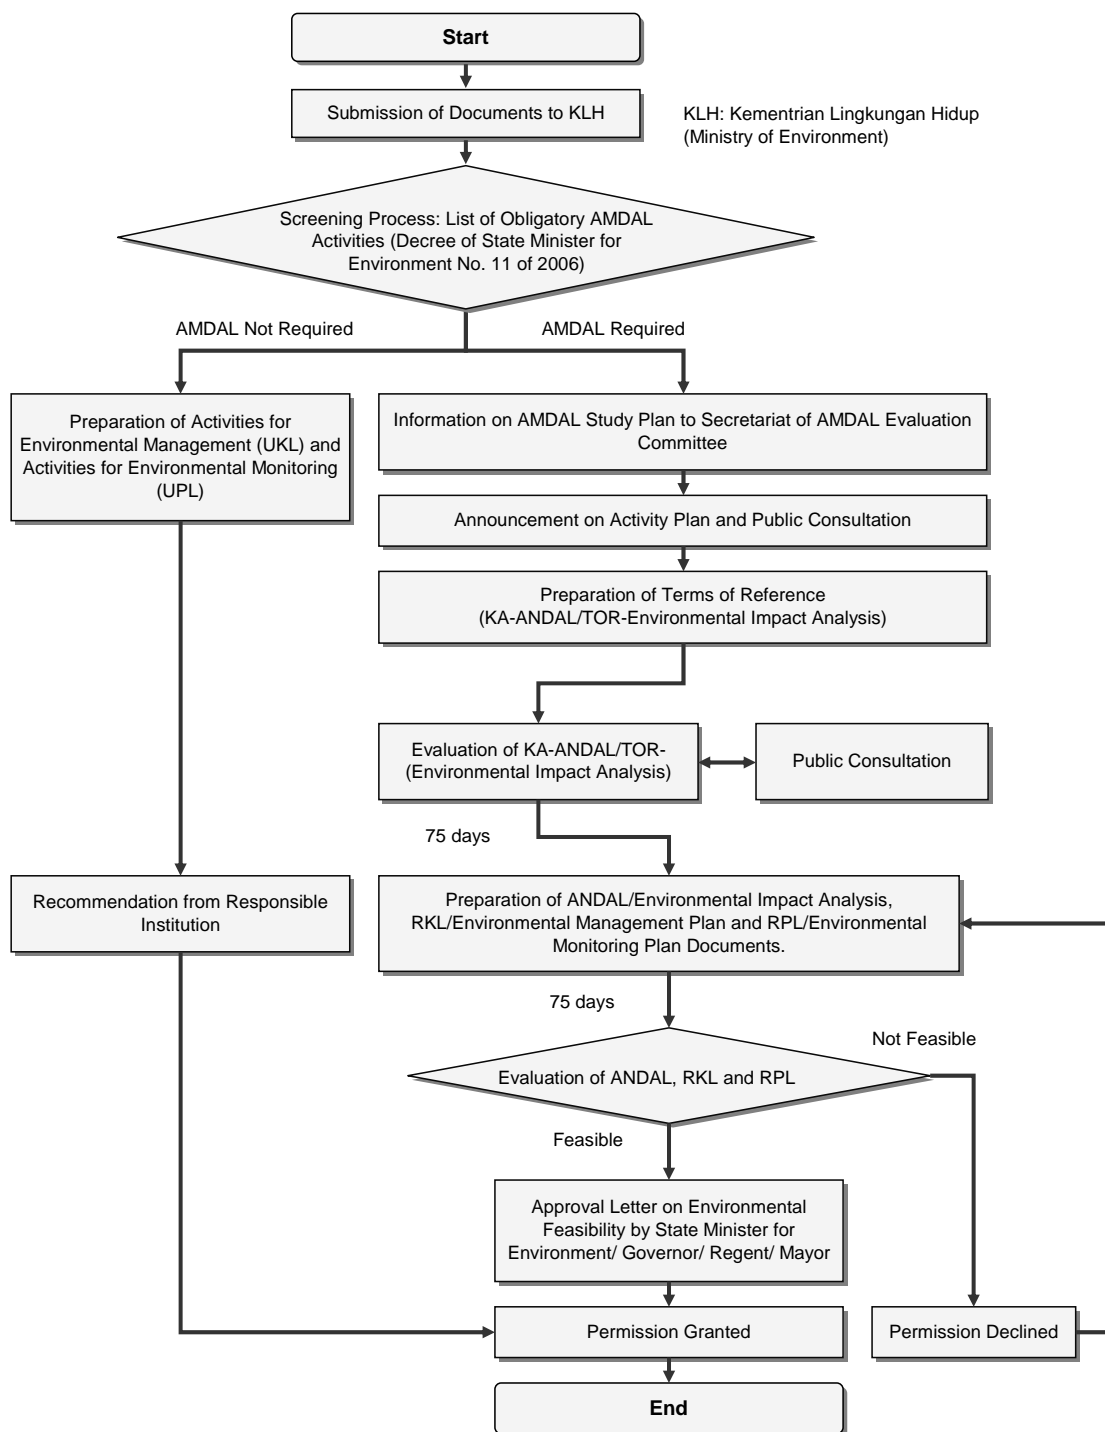 Start
Submission of Documents to KLH
KLH: Kementrian Lingkungan Hidup
(Ministry of Environment)
Screening Process: List of Obligatory AMDAL
Activities (Decree of State Minister for
Environment No. 11 of 2006)
AMDAL Not Required
AMDAL Required
Preparation of Activities for
Environmental Management (UKL) and
Activities for Environmental Monitoring
(UPL)
Information on AMDAL Study Plan to Secretariat of AMDAL Evaluation
Committee
Announcement on Activity Plan and Public Consultation
Preparation of Terms of Reference
(KA-ANDAL/TOR-Environmental Impact Analysis)
Evaluation of KA-ANDAL/TOR-
(Environmental Impact Analysis)
Public Consultation
75 days
Recommendation from Responsible
Institution
Preparation of ANDAL/Environmental Impact Analysis,
RKL/Environmental Management Plan and RPL/Environmental
Monitoring Plan Documents.
75 days
Not Feasible
Evaluation of ANDAL, RKL and RPL
Feasible
Approval Letter on Environmental
Feasibility by State Minister for
Environment/ Governor/ Regent/ Mayor
Permission Granted
Permission Declined
End